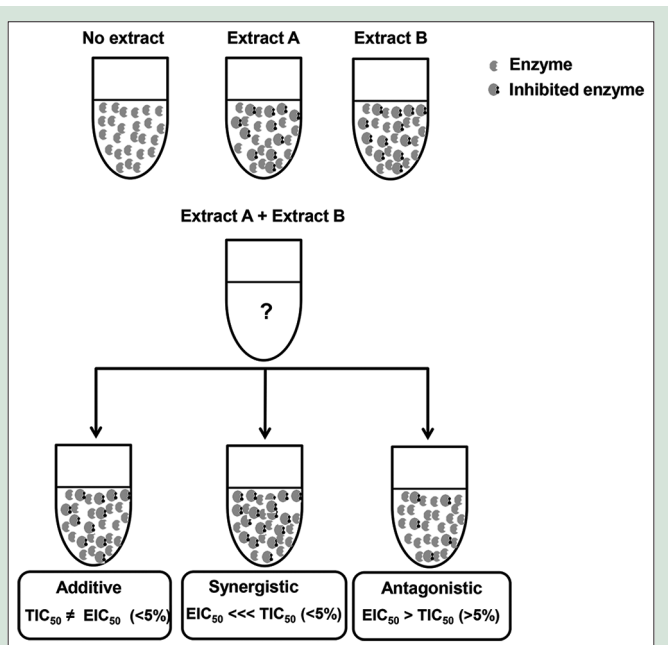 No extract
Extract A
Extract B
Enzyme
Inhibited enzyme
Extract A + Extract B
?
Additive
TIC50 ≠ EIC50 (<5%)
Synergistic
EIC50 <<< TIC50 (<5%)
Antagonistic
EIC50 > TIC50 (>5%)